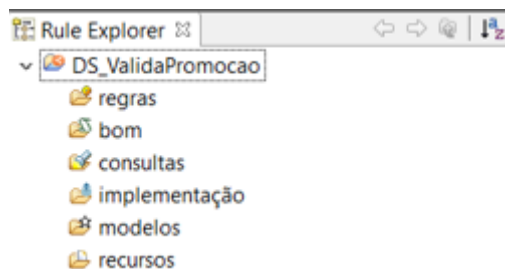 Rule Explorer
DS_ValidaPromocao
regras
bom
consultas
implementação
modelos
recursos